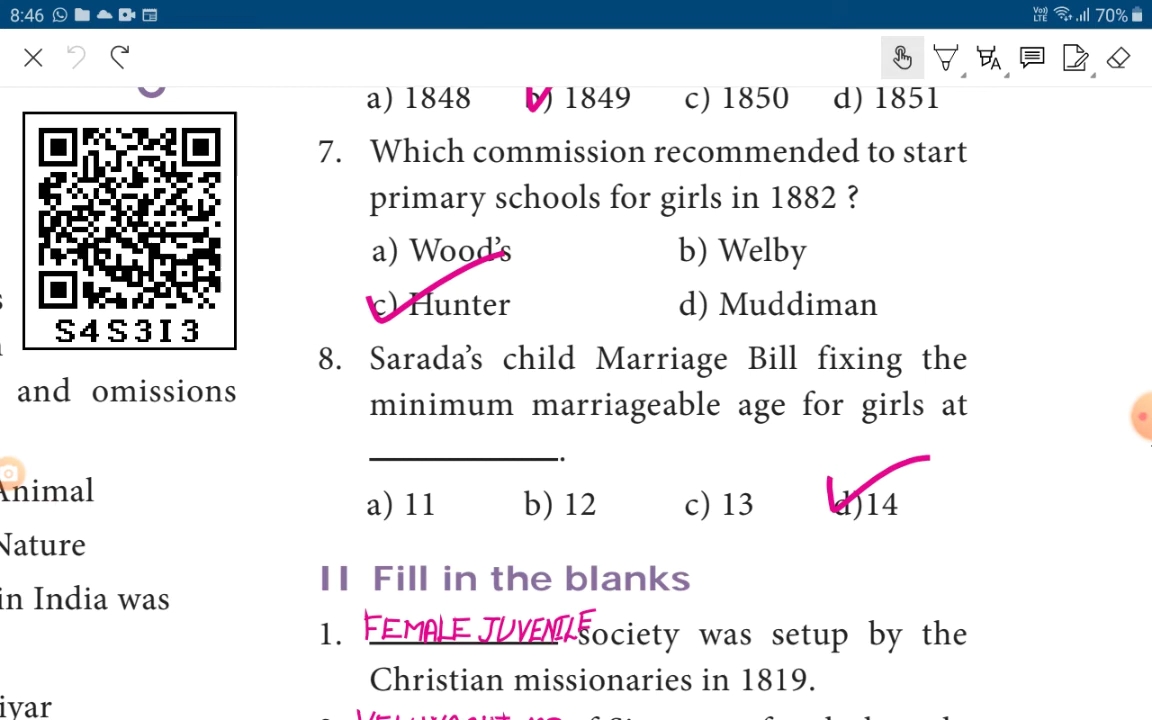 8:46
Vo) LTE 70%
a) 1848 b) 1849 c) 1850 d) 1851
7. Which commission recommended to start
primary schools for girls in 1882 ?
a) Wood's b) Welby
c) Hunter d) Muddiman
S4S3I3
8. Sarada's child Marriage Bill fixing the
and omissions
minimum marriageable age for girls at
.
Animal
a) 11 b) 12 c) 13 d)14
Nature
II Fill in the blanks
in India was
1. FEMALE JUVENILE society was setup by the
Christian missionaries in 1819.
iyar